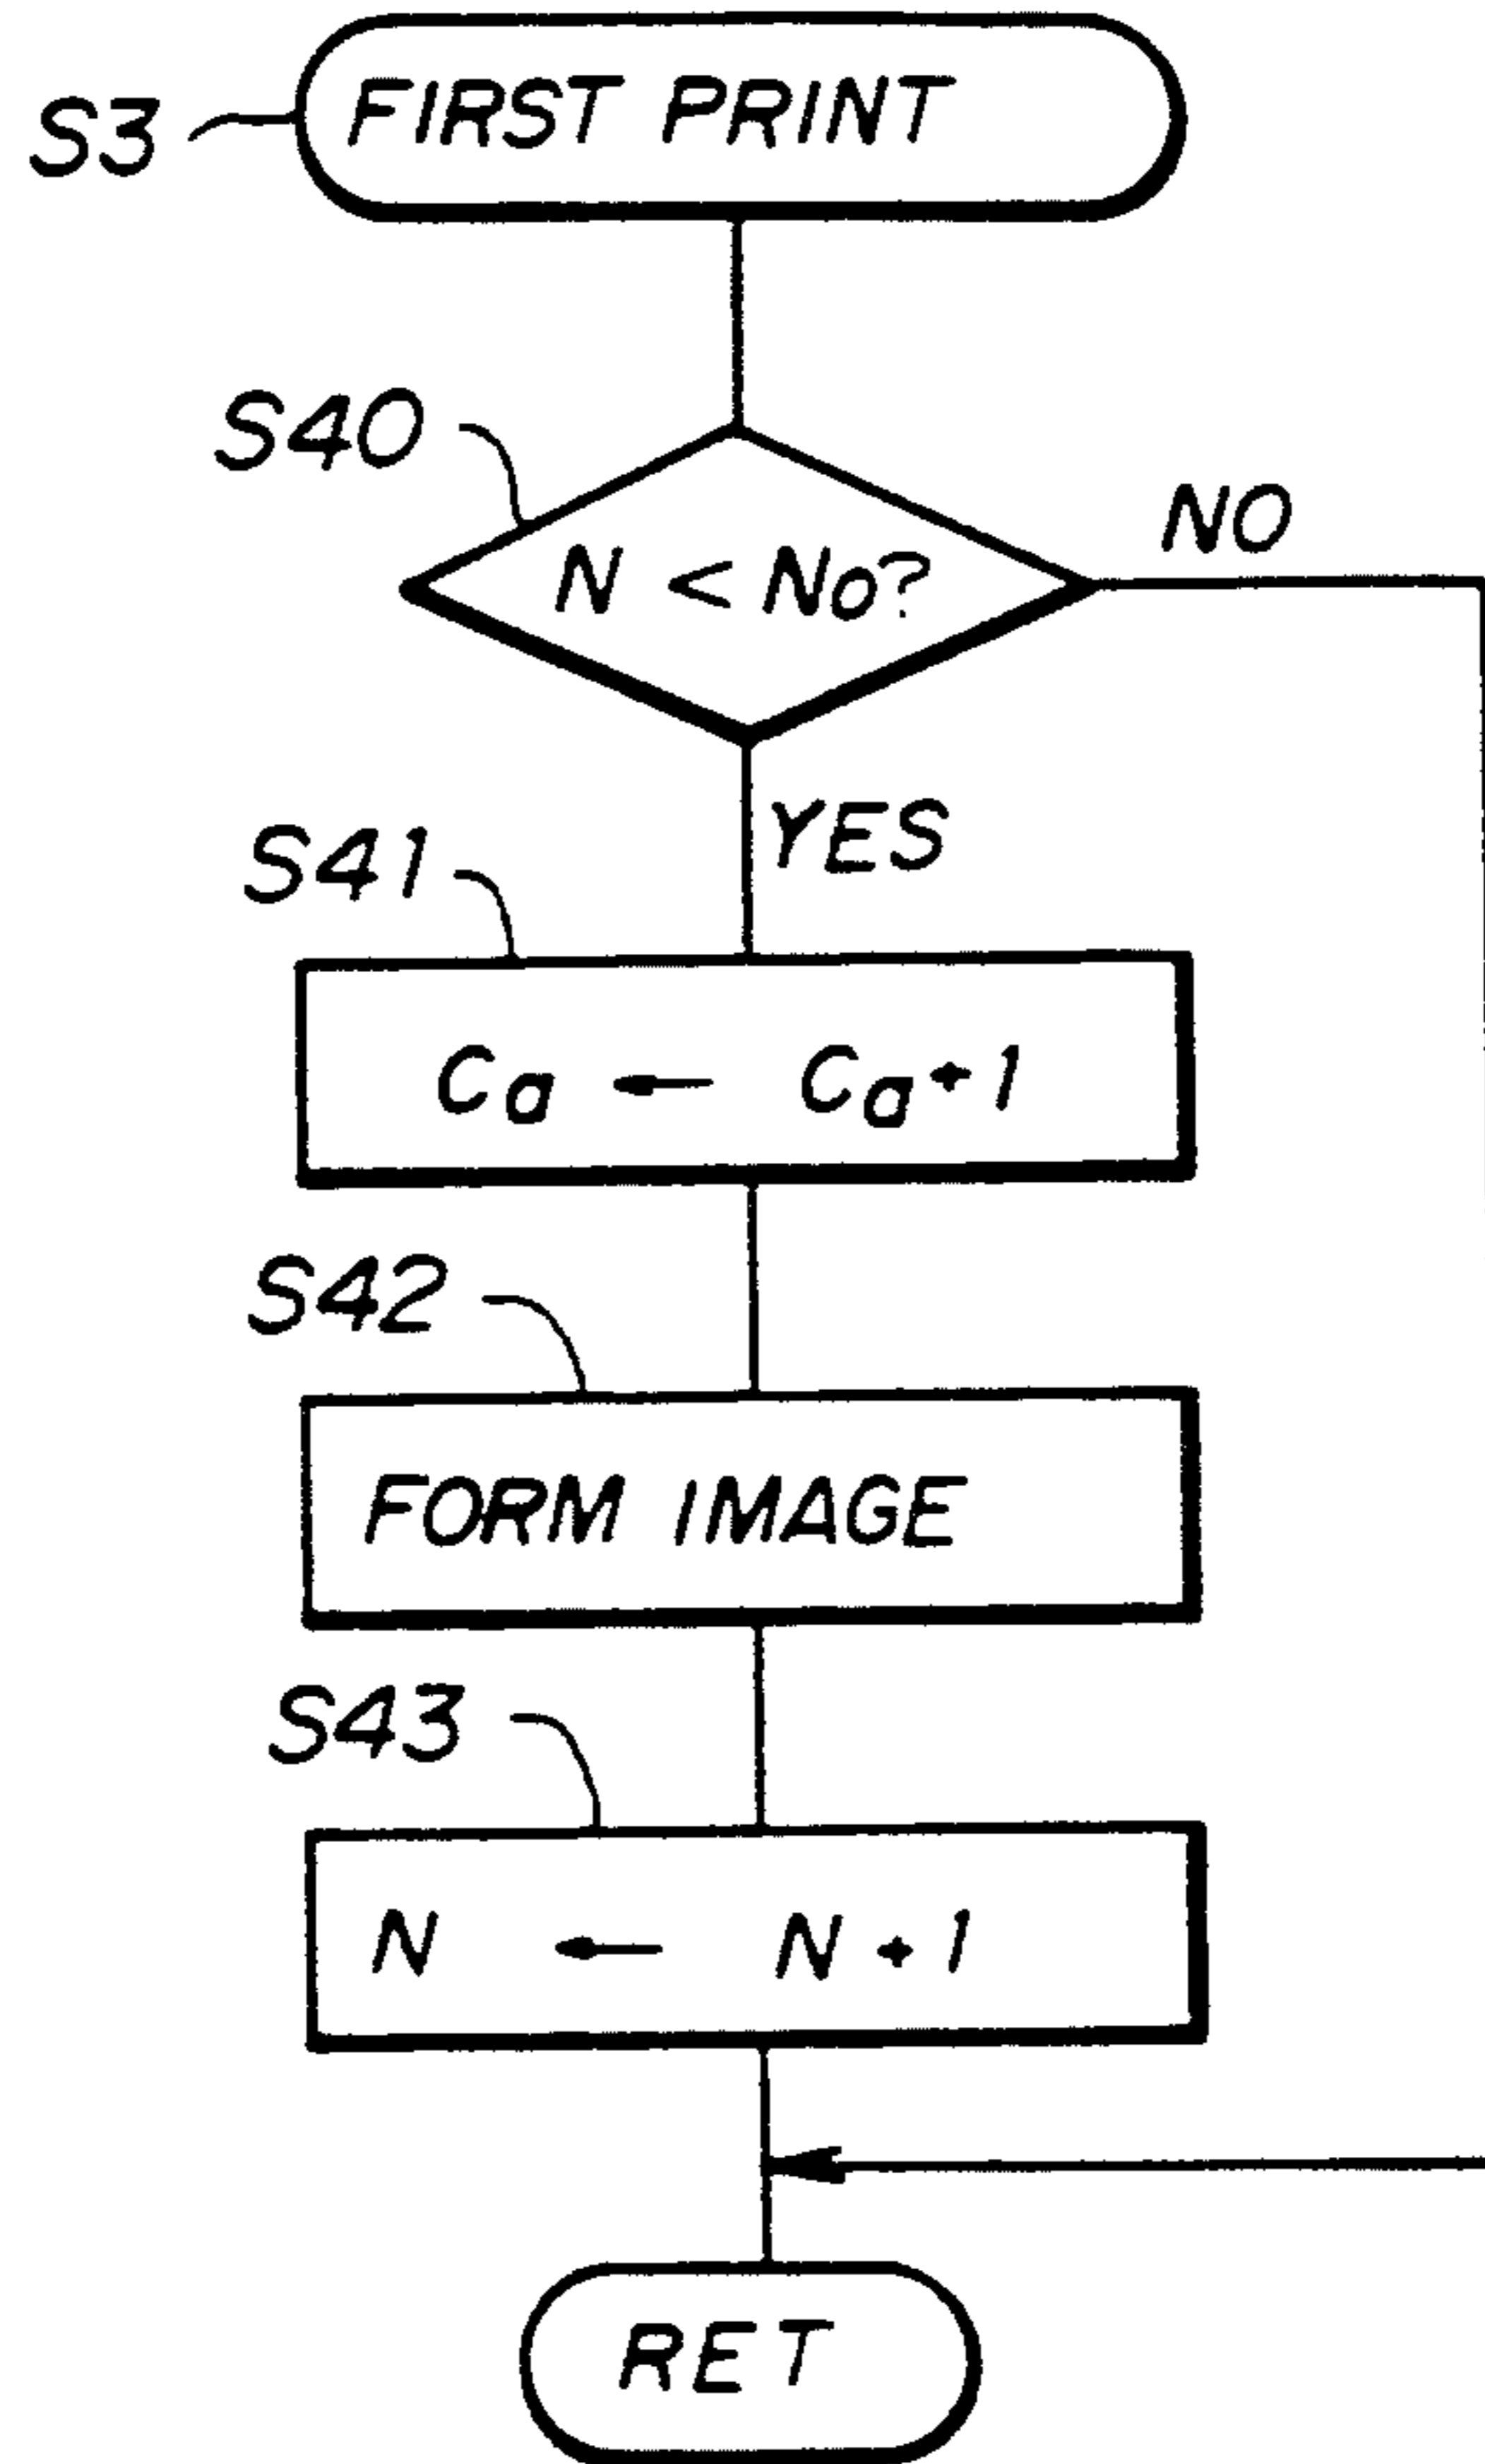 S3
FIRST PRINT
S40
N < No?
NO
YES
S41
Ca ← Ca+1
S42
FORM IMAGE
S43
N ← N+1
RET